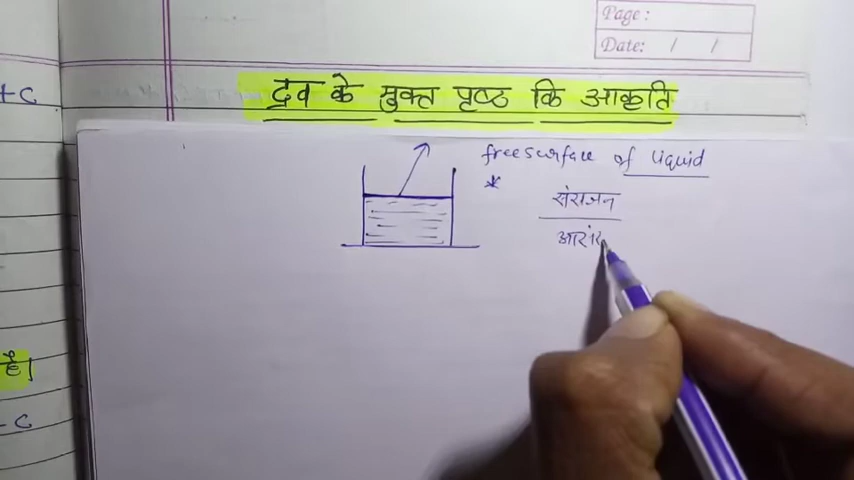 Page:
Date: / /
+ C
द्रव के मुक्त पृष्ठ कि आकृति
free surface of liquid
*
संसजन
है।
- C